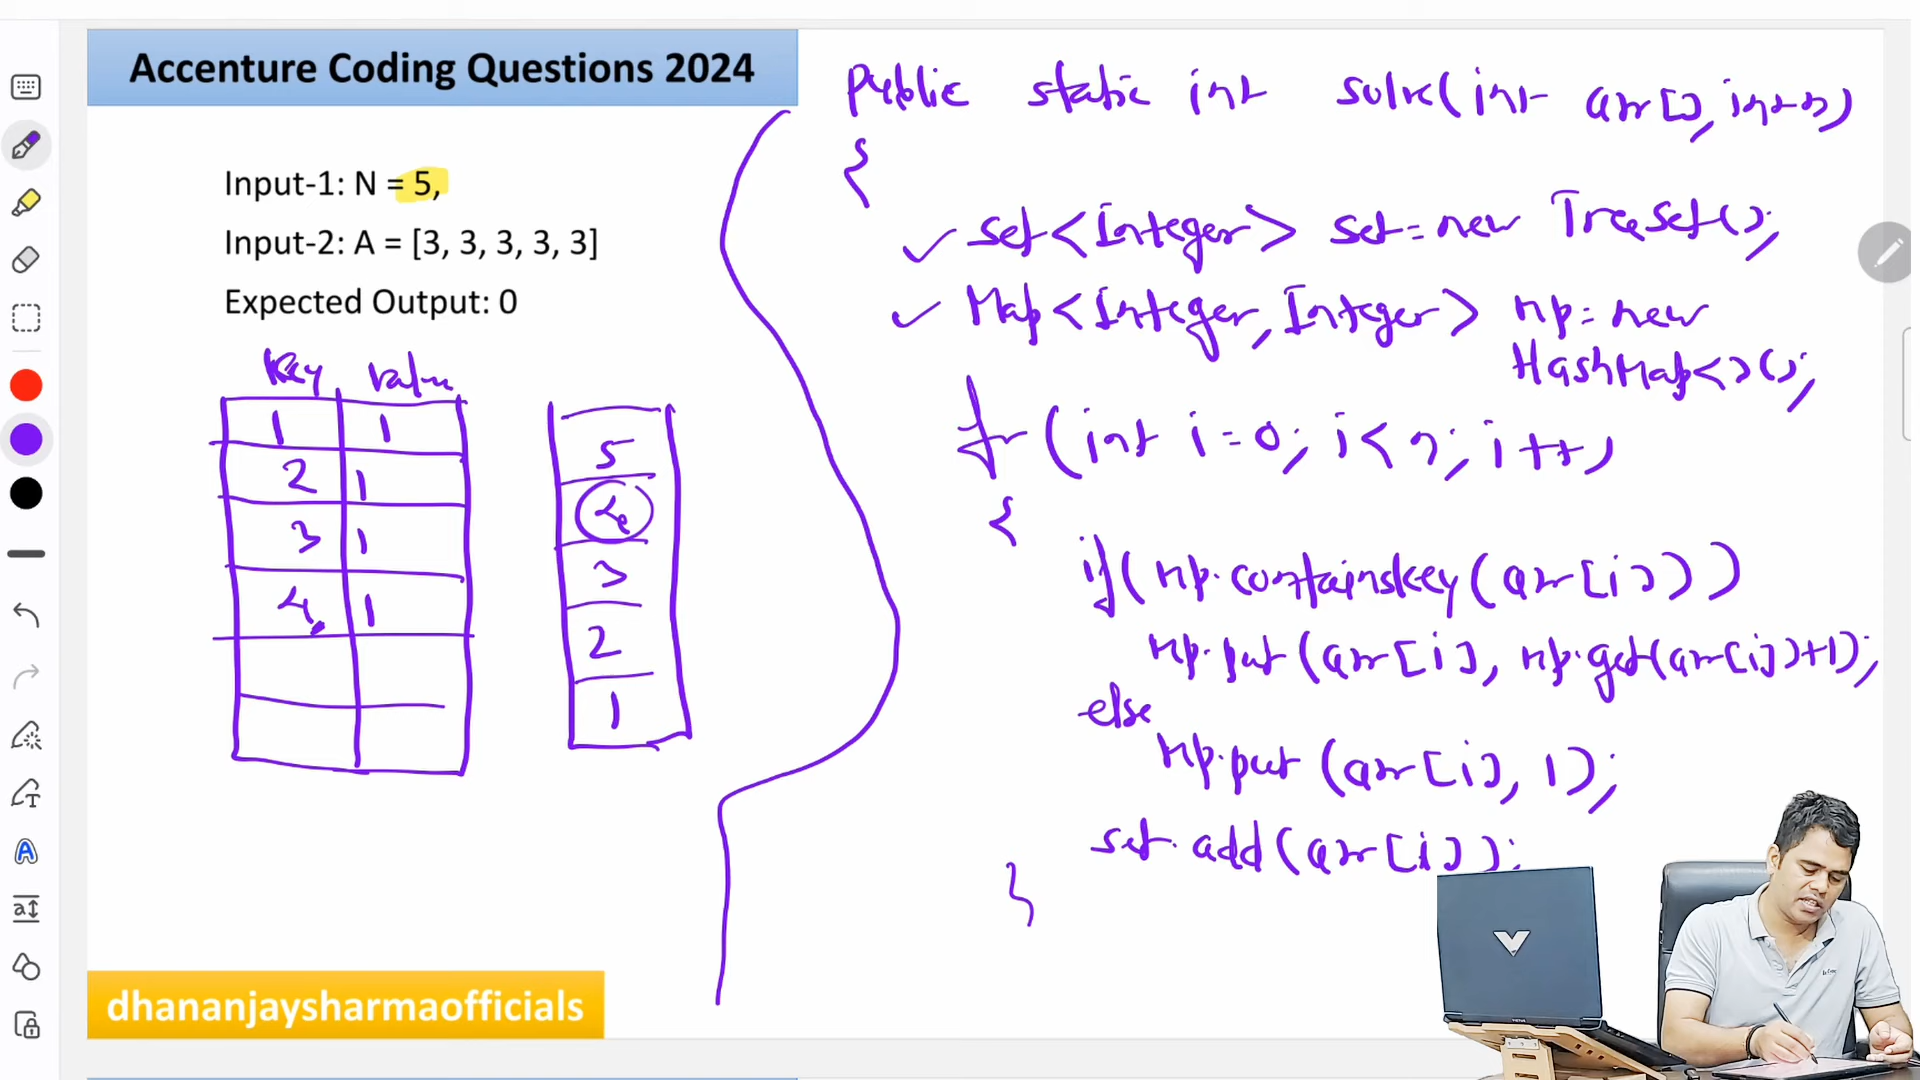 Accenture Coding Questions 2024
Input-1: N = 5,
Input-2: A = [3, 3, 3, 3, 3]
Expected Output: 0
Key value
1 1
2 1
3 1
4 1
5
4
3
2
1
Public static int solve(int arr[], int n)
{
set<Integer> set = new TreeSet();
Map<Integer, Integer> mp = new
HashMap<>();
for (int i = 0; i < n; i++)
{
if(mp.containskey(arr[i]))
mp.put(arr[i], mp.get(arr[i])+1);
else
mp.put(arr[i], 1);
set.add(arr[i]);
}
dhananjaysharmaofficials